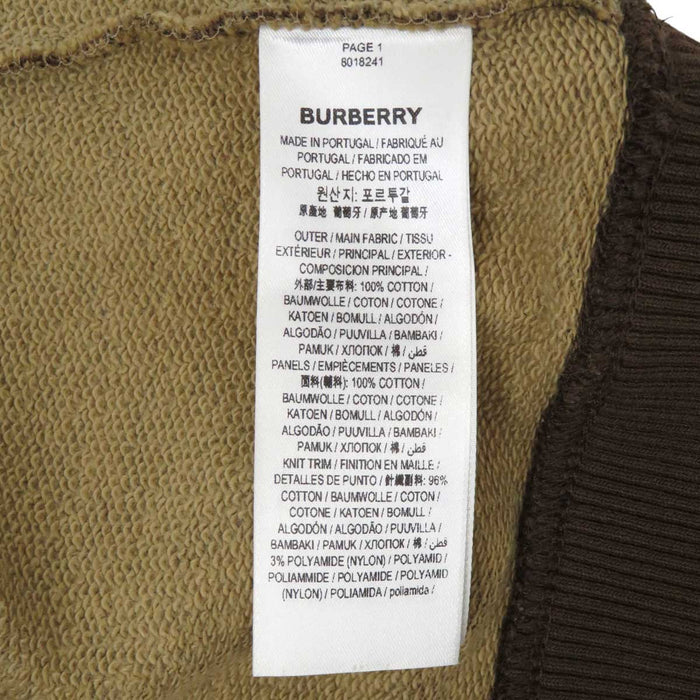 PAGE 1
8018241
BURBERRY
MADE IN PORTUGAL / FABRIQUÉ AU
PORTUGAL / FABRICADO EM
PORTUGAL / HECHO EN PORTUGAL
원산지: 포르투갈
原產地 葡萄牙 / 原产地 葡萄牙
OUTER / MAIN FABRIC / TISSU
EXTÉRIEUR / PRINCIPAL / EXTERIOR -
COMPOSICION PRINCIPAL /
外部/主要布料: 100% COTTON /
BAUMWOLLE / COTON / COTONE /
KATOEN / BOMULL / ALGODÓN /
ALGODÃO / PUUVILLA / BAMBAKI /
PAMUK / ХЛОПОК / 棉 / قطن /
PANELS / EMPIÈCEMENTS / PANELES /
面料(輔料): 100% COTTON /
BAUMWOLLE / COTON / COTONE /
KATOEN / BOMULL / ALGODÓN /
ALGODÃO / PUUVILLA / BAMBAKI /
PAMUK / ХЛОПОК / 棉 / قطن /
KNIT TRIM / FINITION EN MAILLE /
DETALLES DE PUNTO / 針織副料: 96%
COTTON / BAUMWOLLE / COTON /
COTONE / KATOEN / BOMULL /
ALGODÓN / ALGODÃO / PUUVILLA /
BAMBAKI / PAMUK / ХЛОПОК / 棉 / قطن /
3% POLYAMIDE (NYLON) / POLYAMID /
POLIAMMIDE / POLYAMIDE / POLYAMIDE
(NYLON) / POLIAMIDA / poliamida /